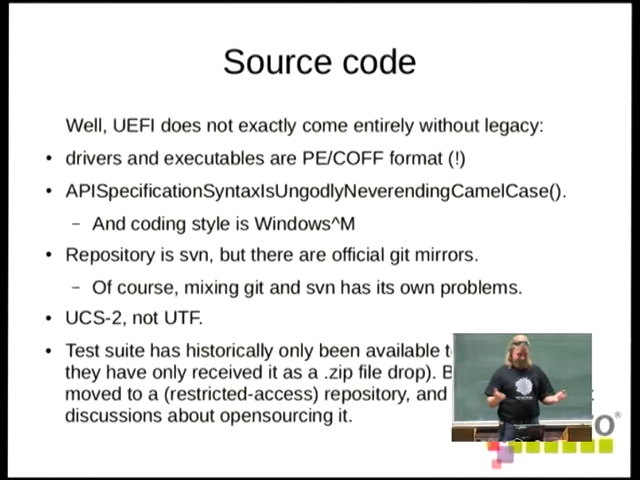 Source code
Well, UEFI does not exactly come entirely without legacy:
• drivers and executables are PE/COFF format (!)
• APISpecificationSyntaxIsUngodlyNeverendingCamelCase().
– And coding style is Windows^M
• Repository is svn, but there are official git mirrors.
– Of course, mixing git and svn has its own problems.
• UCS-2, not UTF.
• Test suite has historically only been available
they have only received it as a .zip file drop).
moved to a (restricted-access) repository, and
discussions about opensourcing it.